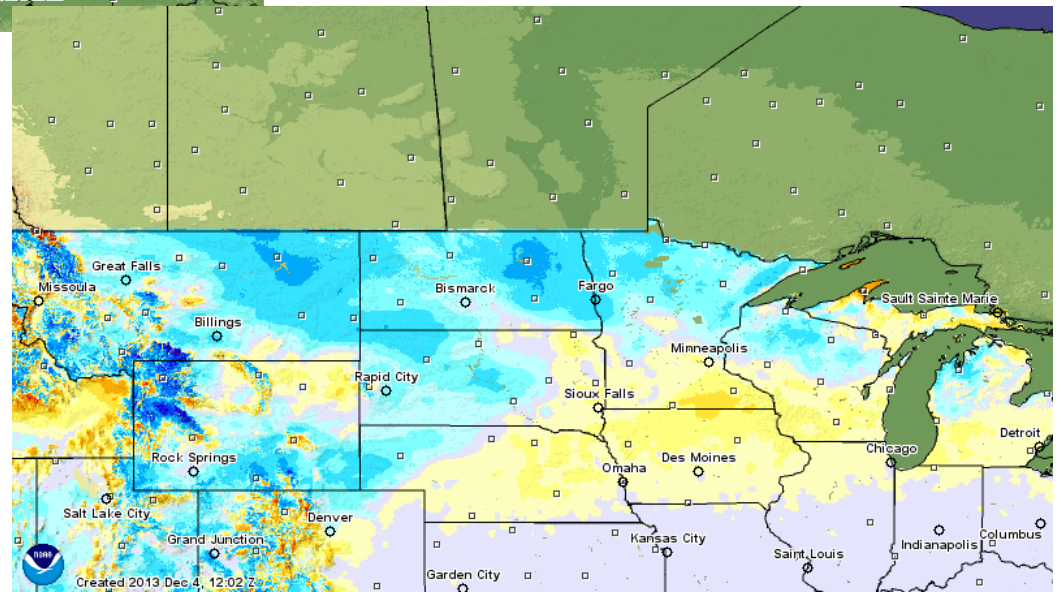 Great Falls
Missoula
Bismarck
Fargo
Sault Sainte Marie
Billings
Minneapolis
Rapid City
Sioux Falls
Detroit
Chicago
Rock Springs
Des Moines
Omaha
Salt Lake City
Denver
Grand Junction
Kansas City
Columbus
Indianapolis
Saint Louis
Garden City
NOAA
Created 2013 Dec 4, 12:02 Z